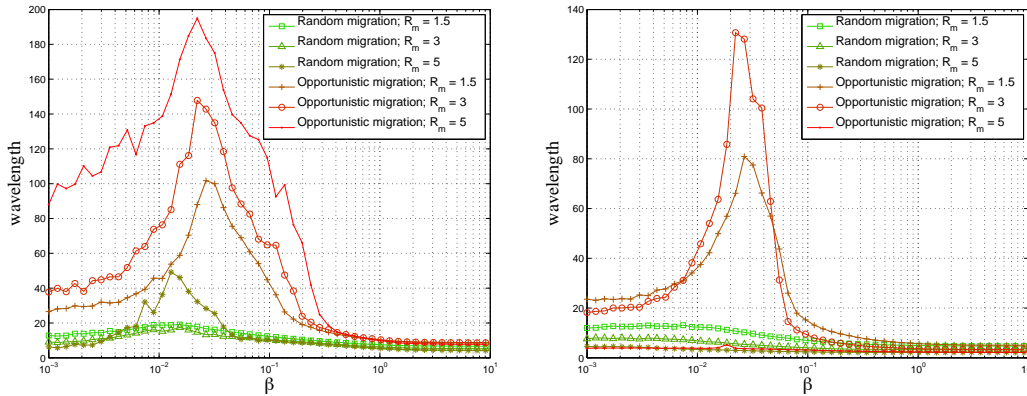 200
180
160
140
120
100
80
60
40
20
0
wavelength
10^-3
10^-2
10^-1
10^0
10^1
β
Random migration; R_m = 1.5
Random migration; R_m = 3
Random migration; R_m = 5
Opportunistic migration; R_m = 1.5
Opportunistic migration; R_m = 3
Opportunistic migration; R_m = 5
140
120
100
80
60
40
20
0
wavelength
10^-3
10^-2
10^-1
10^0
10
β
Random migration; R_m = 1.5
Random migration; R_m = 3
Random migration; R_m = 5
Opportunistic migration; R_m = 1.5
Opportunistic migration; R_m = 3
Opportunistic migration; R_m = 5